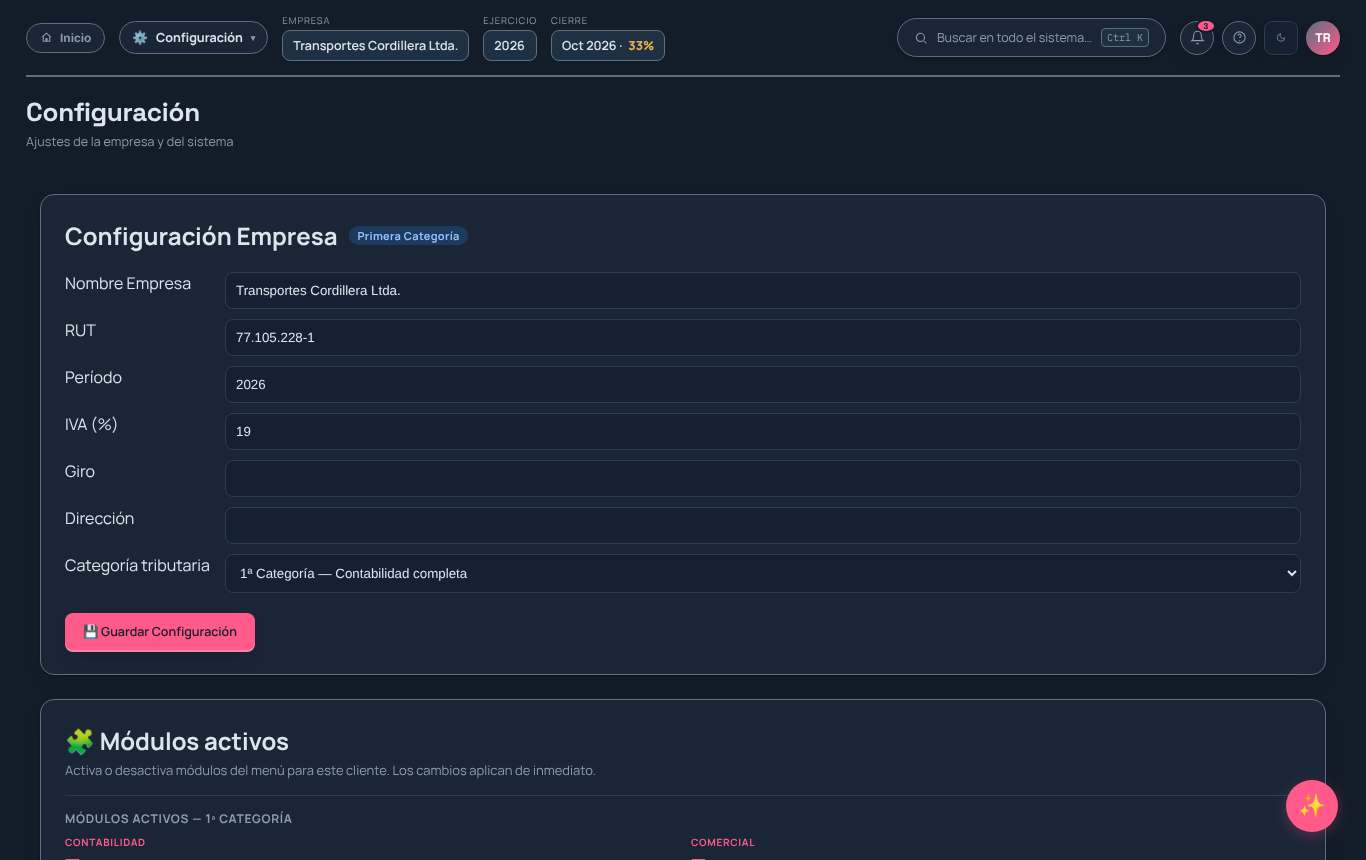 Inicio
Configuración
EMPRESA
Transportes Cordillera Ltda.
EJERCICIO
2026
CIERRE
Oct 2026 · 33%
Buscar en todo el sistema... Ctrl K
3
TR
Configuración
Ajustes de la empresa y del sistema
Configuración Empresa Primera Categoría
Nombre Empresa Transportes Cordillera Ltda.
RUT 77.105.228-1
Período 2026
IVA (%) 19
Giro
Dirección
Categoría tributaria 1ª Categoría — Contabilidad completa
Guardar Configuración
Módulos activos
Activa o desactiva módulos del menú para este cliente. Los cambios aplican de inmediato.
MÓDULOS ACTIVOS — 1ª CATEGORÍA
CONTABILIDAD COMERCIAL